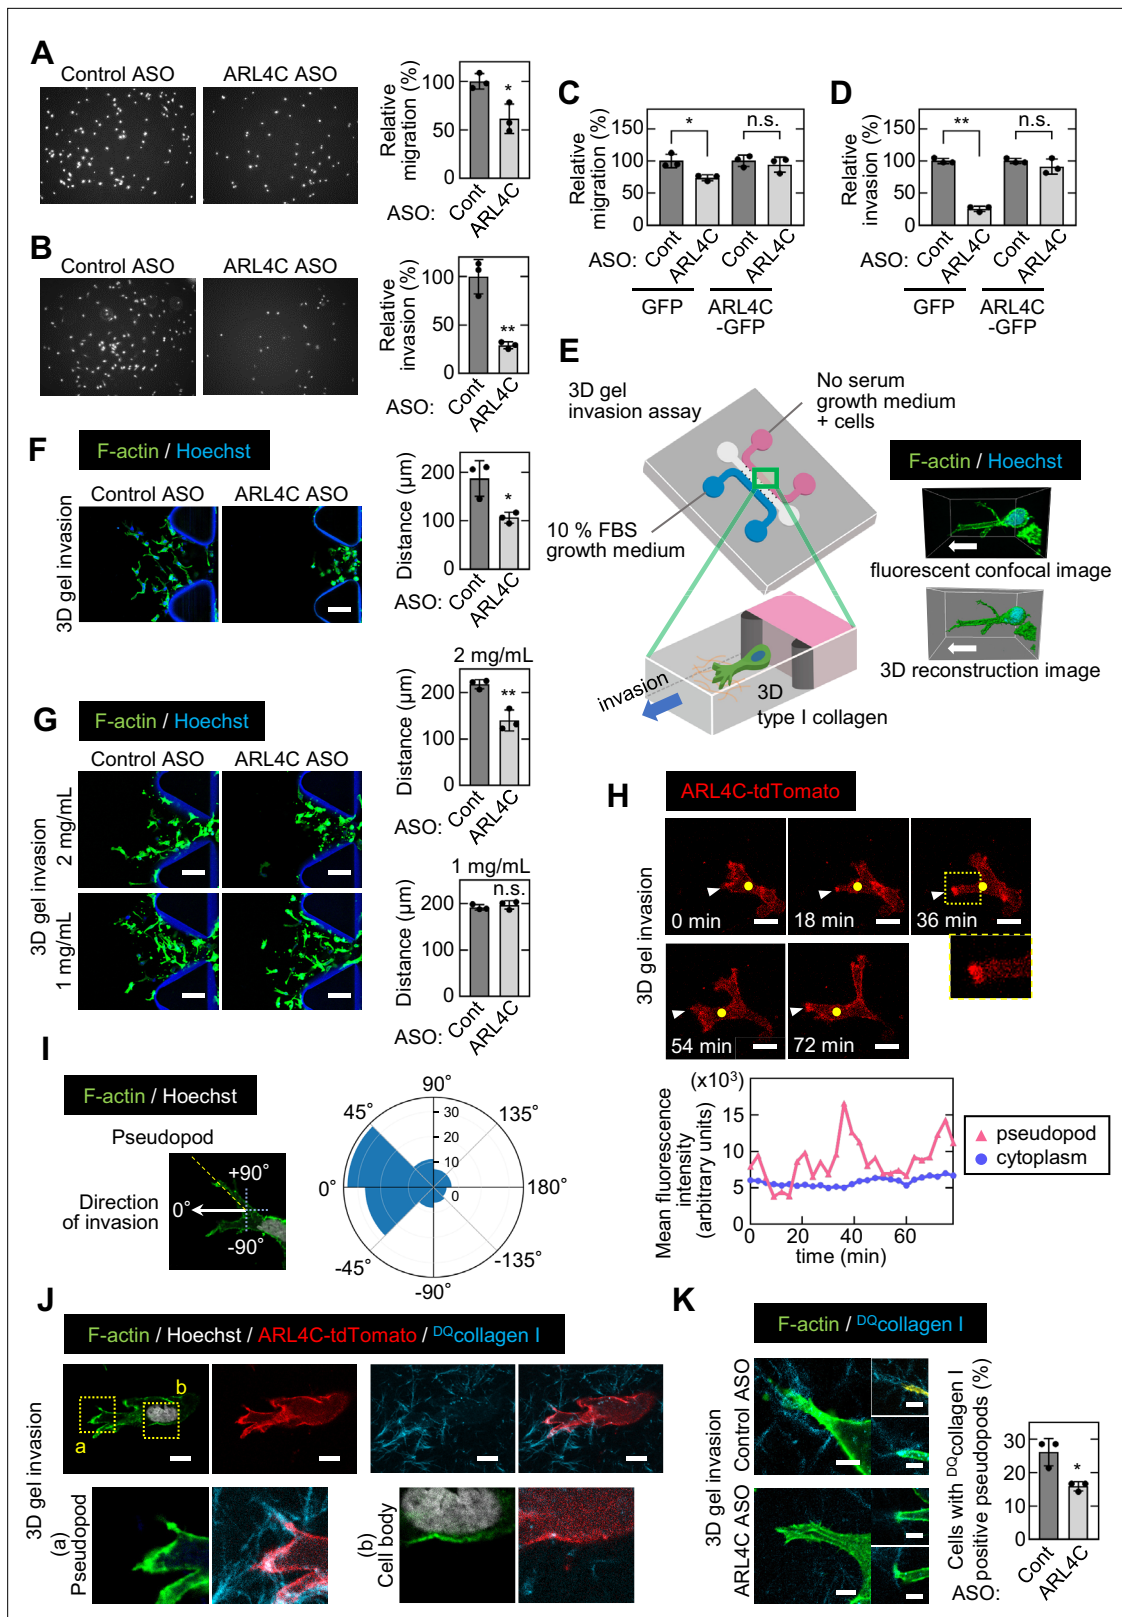 A
Control ASO
ARL4C ASO
Relative
migration (%)
100
50
0
*
ASO:
Cont
ARL4C
B
Control ASO
ARL4C ASO
Relative
invasion (%)
100
50
0
**
ASO:
Cont
ARL4C
C
Relative
migration (%)
150
100
50
0
*
n.s.
ASO:
Cont
ARL4C
Cont
ARL4C
GFP
ARL4C
-GFP
D
Relative
invasion (%)
150
100
50
0
**
n.s.
ASO:
Cont
ARL4C
Cont
ARL4C
GFP
ARL4C
-GFP
E
3D gel
invasion assay
No serum
growth medium
+ cells
10 % FBS
growth medium
invasion
3D
type I collagen
F-actin / Hoechst
fluorescent confocal image
3D reconstruction image
F
F-actin / Hoechst
Control ASO
ARL4C ASO
3D gel invasion
Distance (μm)
200
100
0
*
ASO:
Cont
ARL4C
G
F-actin / Hoechst
Control ASO
ARL4C ASO
3D gel invasion
2 mg/mL
1 mg/mL
2 mg/mL
Distance (μm)
200
100
0
**
ASO:
Cont
ARL4C
1 mg/mL
n.s.
Distance (μm)
200
100
0
ASO:
Cont
ARL4C
H
ARL4C-tdTomato
3D gel invasion
0 min
18 min
36 min
54 min
72 min
(x10³)
Mean fluorescence
intensity
(arbitrary units)
15
10
5
0
0
20
40
60
time (min)
pseudopod
cytoplasm
I
F-actin / Hoechst
Pseudopod
Direction
of invasion
0°
+90°
-90°
90°
45°
135°
0°
180°
-45°
-135°
-90°
30
20
10
0
J
F-actin / Hoechst / ARL4C-tdTomato / DQcollagen I
3D gel invasion
a
b
(a)
Pseudopod
(b)
Cell body
K
F-actin / DQcollagen I
3D gel invasion
Control ASO
ARL4C ASO
Cells with DQcollagen I
positive pseudopods (%)
30
20
10
0
*
ASO:
Cont
ARL4C